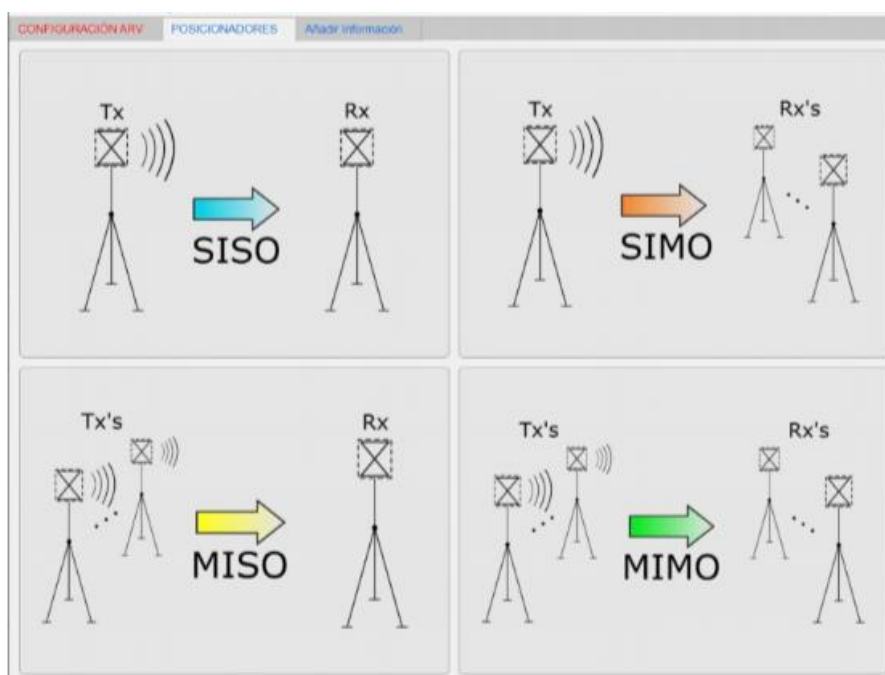 CONFIGURACIÓN ARV POSICIONADORES Añadir Información
Tx Rx
SISO
Tx Rx's
SIMO
Tx's Rx
MISO
Tx's Rx's
MIMO